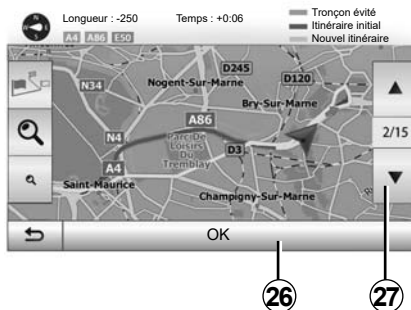 Longueur : -250 Temps : +0:06
Tronçon évité
Itinéraire initial
Nouvel itinéraire
A4 A86 E50
D245
D120
N34
Nogent-Sur-Marne
Bry-Sur-Marne
A86
N4
Parc De
Loisirs
Du
Tremblay
D3
2/15
A4
Saint-Maurice
Champigny-Sur-Marne
OK
26 27